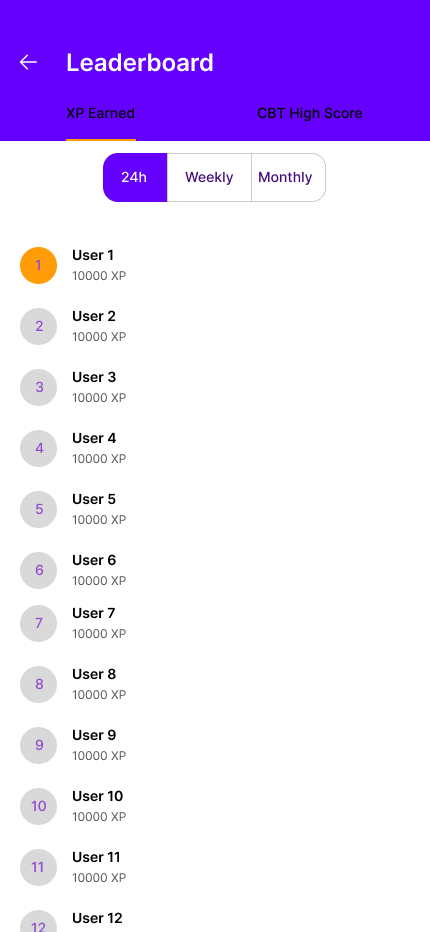 Leaderboard
XP Earned CBT High Score
24h Weekly Monthly
1 User 1
10000 XP
2 User 2
10000 XP
3 User 3
10000 XP
4 User 4
10000 XP
5 User 5
10000 XP
6 User 6
10000 XP
7 User 7
10000 XP
8 User 8
10000 XP
9 User 9
10000 XP
10 User 10
10000 XP
11 User 11
10000 XP
12 User 12